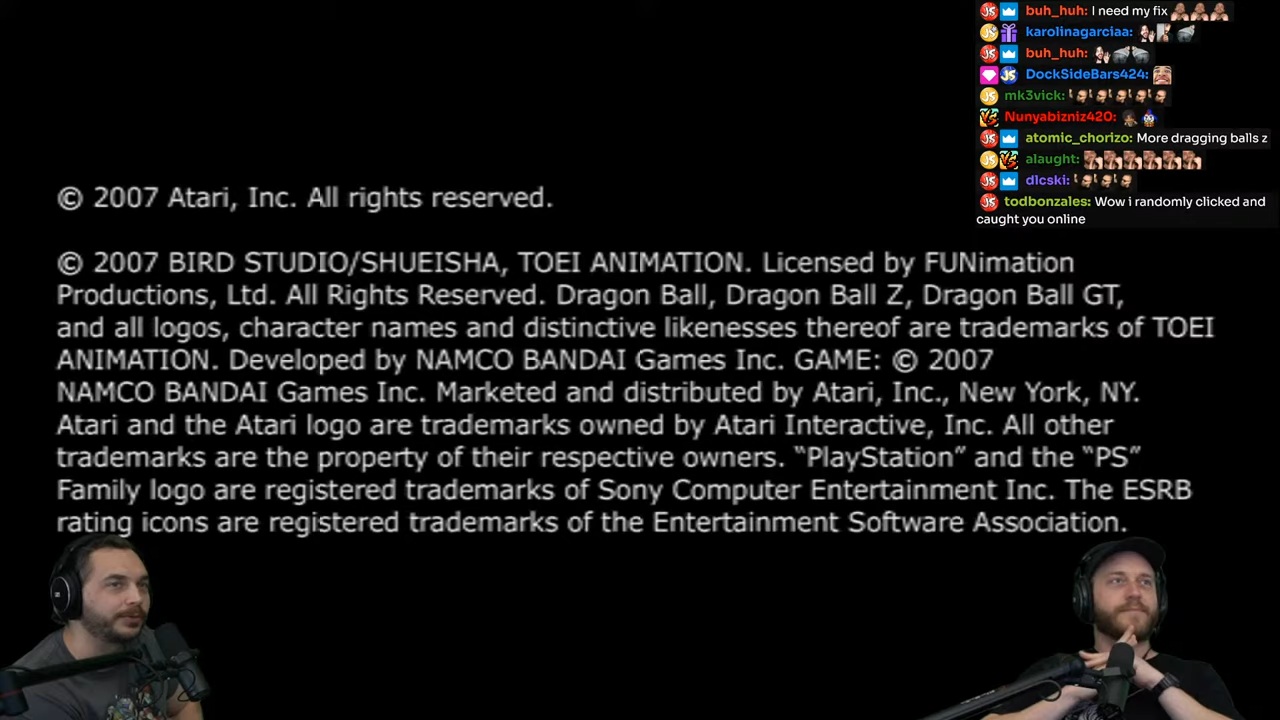 buh_huh: I need my fix
karolinagarciaa:
buh_huh:
DockSideBars424:
mk3vick:
Nunyabizniz420:
atomic_chorizo: More dragging balls z
alaught:
dlcski:
todbonzales: Wow i randomly clicked and
caught you online
© 2007 Atari, Inc. All rights reserved.
© 2007 BIRD STUDIO/SHUEISHA, TOEI ANIMATION. Licensed by FUNimation
Productions, Ltd. All Rights Reserved. Dragon Ball, Dragon Ball Z, Dragon Ball GT,
and all logos, character names and distinctive likenesses thereof are trademarks of TOEI
ANIMATION. Developed by NAMCO BANDAI Games Inc. GAME: © 2007
NAMCO BANDAI Games Inc. Marketed and distributed by Atari, Inc., New York, NY.
Atari and the Atari logo are trademarks owned by Atari Interactive, Inc. All other
trademarks are the property of their respective owners. “PlayStation” and the “PS”
Family logo are registered trademarks of Sony Computer Entertainment Inc. The ESRB
rating icons are registered trademarks of the Entertainment Software Association.